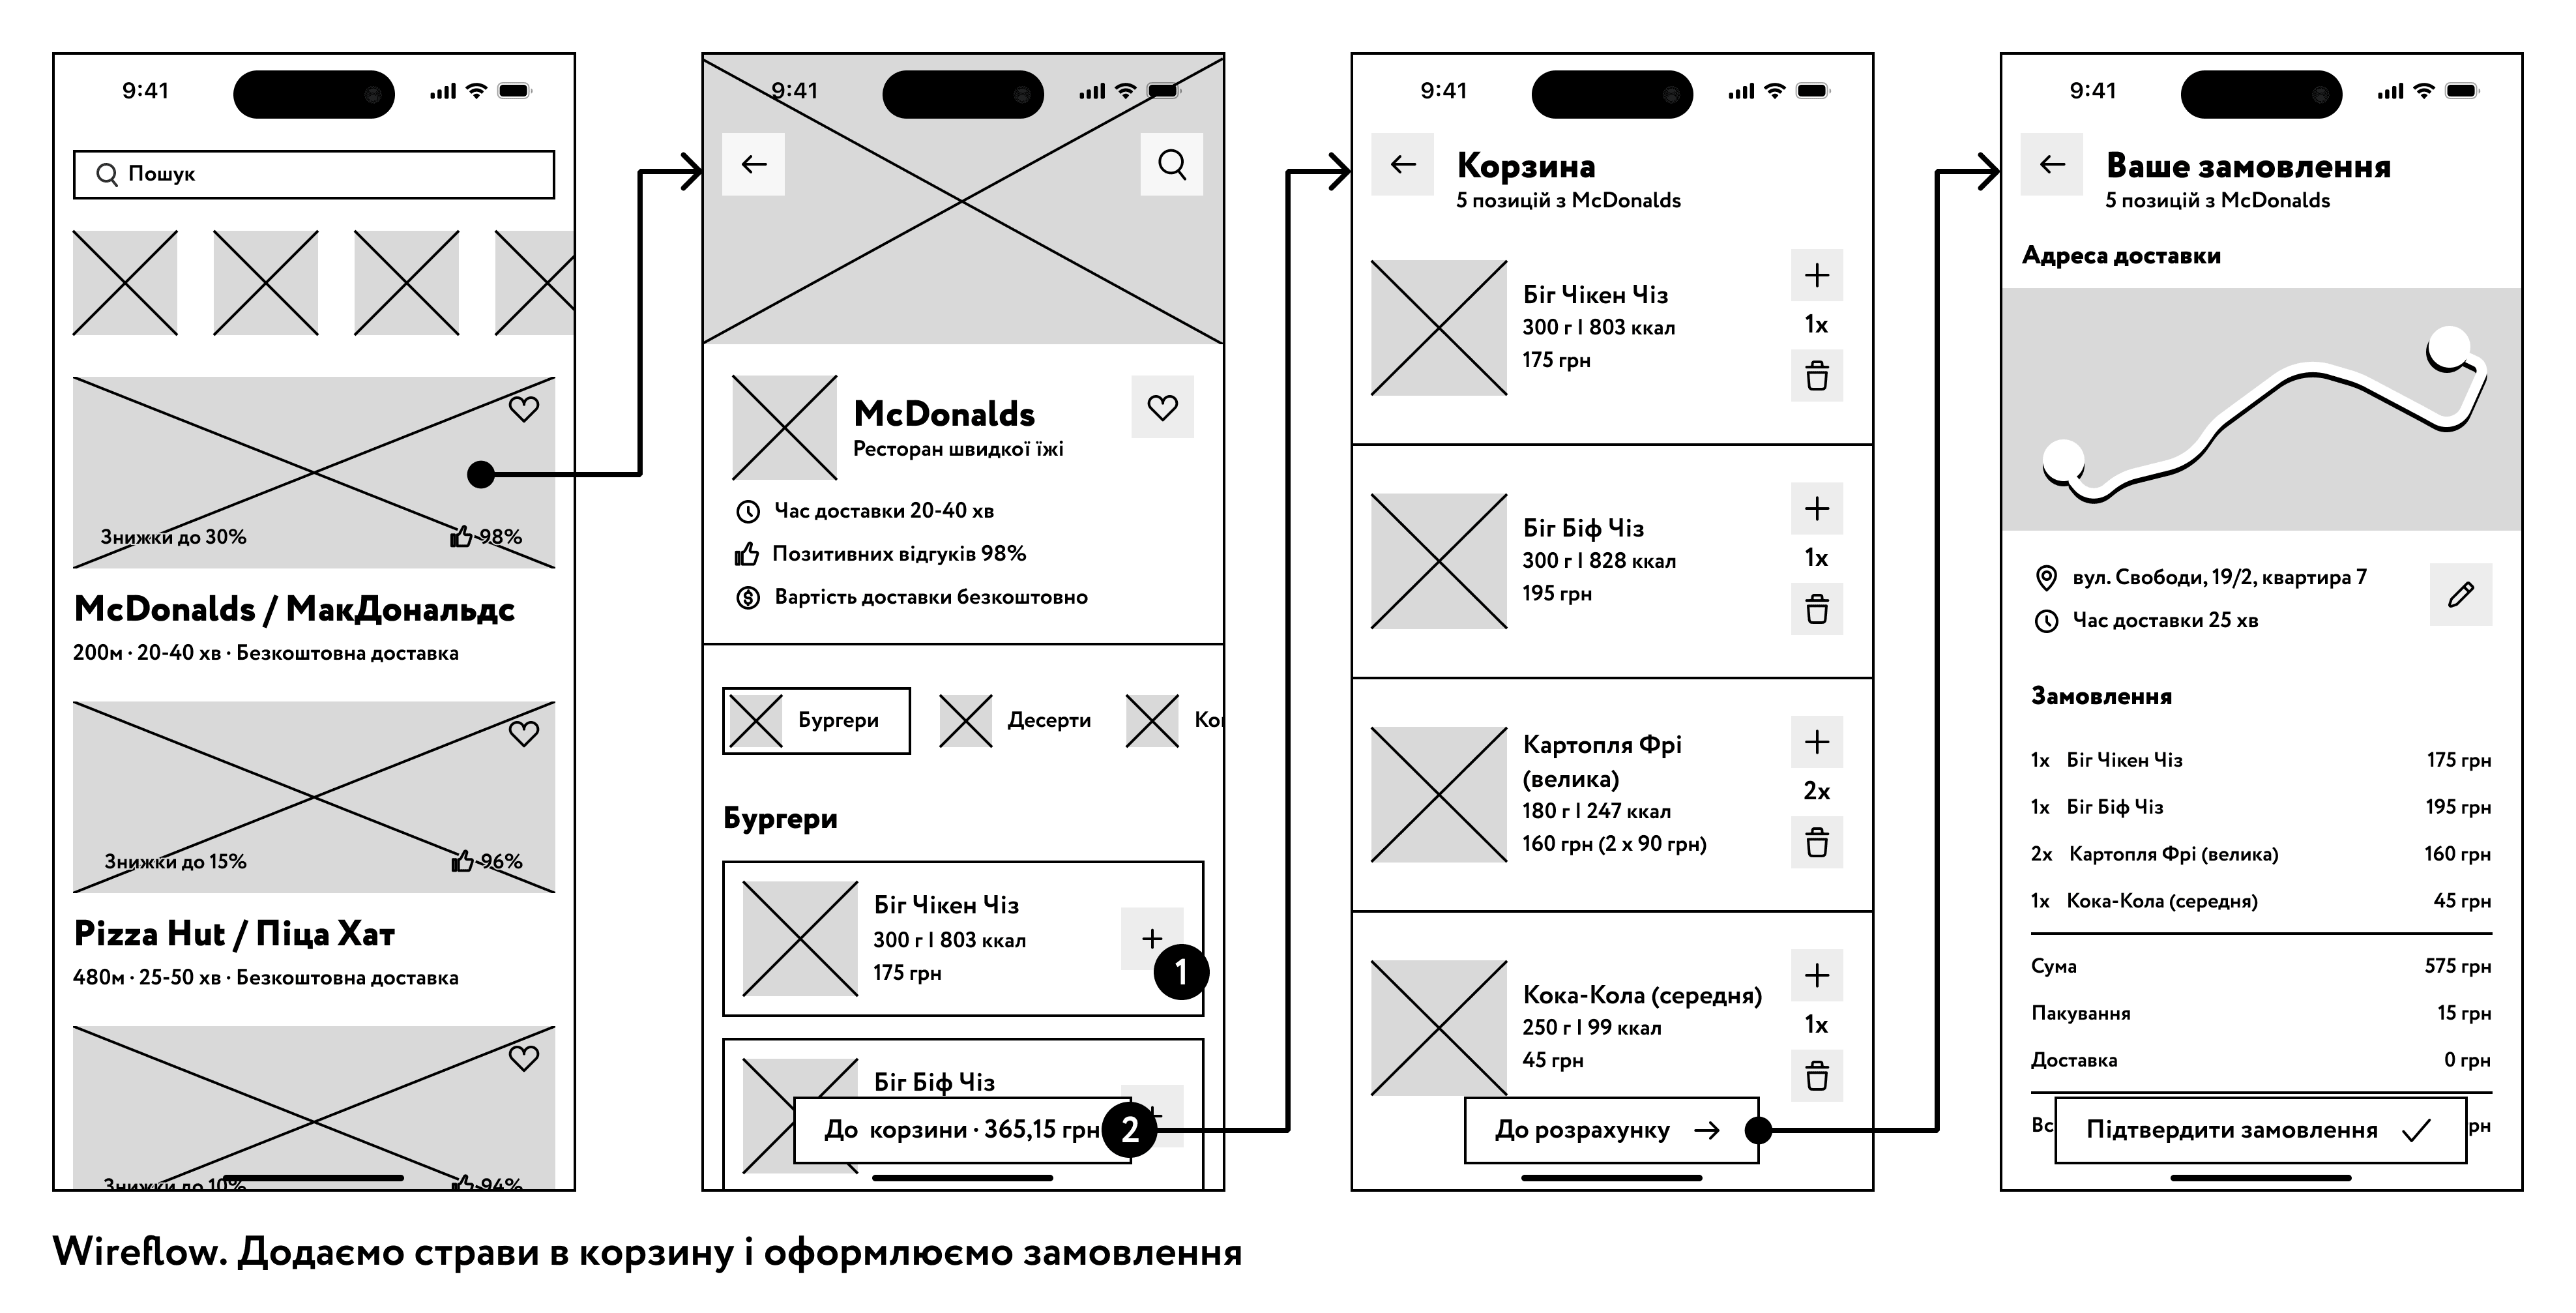 9:41
Пошук
Знижки до 30%
98%
McDonalds / МакДональдс
200м · 20-40 хв · Безкоштовна доставка
Знижки до 15%
96%
Pizza Hut / Піца Хат
480м · 25-50 хв · Безкоштовна доставка
Знижки до 10%
94%
9:41
McDonalds
Ресторан швидкої їжі
Час доставки 20-40 хв
Позитивних відгуків 98%
Вартість доставки безкоштовно
Бургери
Десерти
Бургери
Біг Чікен Чіз
300 г | 803 ккал
175 грн
1
Біг Біф Чіз
До корзини · 365,15 грн
2
9:41
Корзина
5 позицій з McDonalds
Біг Чікен Чіз
300 г | 803 ккал
175 грн
1x
Біг Біф Чіз
300 г | 828 ккал
195 грн
1x
Картопля Фрі
(велика)
180 г | 247 ккал
160 грн (2 x 90 грн)
2x
Кока-Кола (середня)
250 г | 99 ккал
45 грн
1x
До розрахунку
9:41
Ваше замовлення
5 позицій з McDonalds
Адреса доставки
вул. Свободи, 19/2, квартира 7
Час доставки 25 хв
Замовлення
1x Біг Чікен Чіз 175 грн
1x Біг Біф Чіз 195 грн
2x Картопля Фрі (велика) 160 грн
1x Кока-Кола (середня) 45 грн
Сума 575 грн
Пакування 15 грн
Доставка 0 грн
Підтвердити замовлення
Wireflow. Додаємо страви в корзину і оформлюємо замовлення